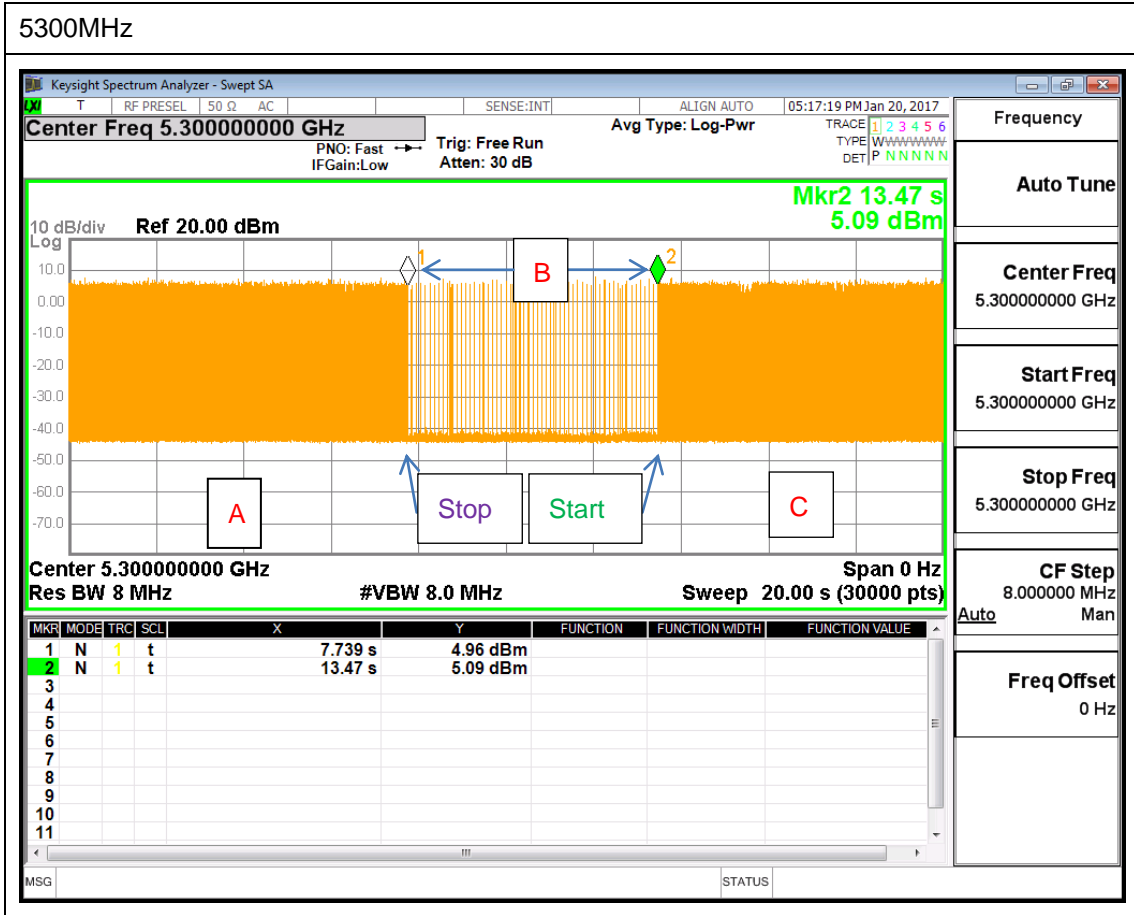 5300MHz
Keysight Spectrum Analyzer - Swept SA
LXI T RF PRESEL 50 Ω AC SENSE:INT ALIGN AUTO 05:17:19 PM Jan 20, 2017
Center Freq 5.300000000 GHz
PNO: Fast
IFGain:Low
Trig: Free Run
Atten: 30 dB
Avg Type: Log-Pwr
TRACE 1 2 3 4 5 6
TYPE WWWWWWW
DET P N N N N N
Mkr2 13.47 s
5.09 dBm
10 dB/div Ref 20.00 dBm
Log
10.0
0.00
-10.0
-20.0
-30.0
-40.0
-50.0
-60.0
-70.0
1
B
2
A
Stop
Start
C
Center 5.300000000 GHz Span 0 Hz
Res BW 8 MHz #VBW 8.0 MHz Sweep 20.00 s (30000 pts)
MKR MODE TRC SCL X Y FUNCTION FUNCTION WIDTH FUNCTION VALUE
1 N 1 t 7.739 s 4.96 dBm
2 N 1 t 13.47 s 5.09 dBm
3
4
5
6
7
8
9
10
11
MSG STATUS
Frequency
Auto Tune
Center Freq
5.300000000 GHz
Start Freq
5.300000000 GHz
Stop Freq
5.300000000 GHz
CF Step
8.000000 MHz
Auto Man
Freq Offset
0 Hz